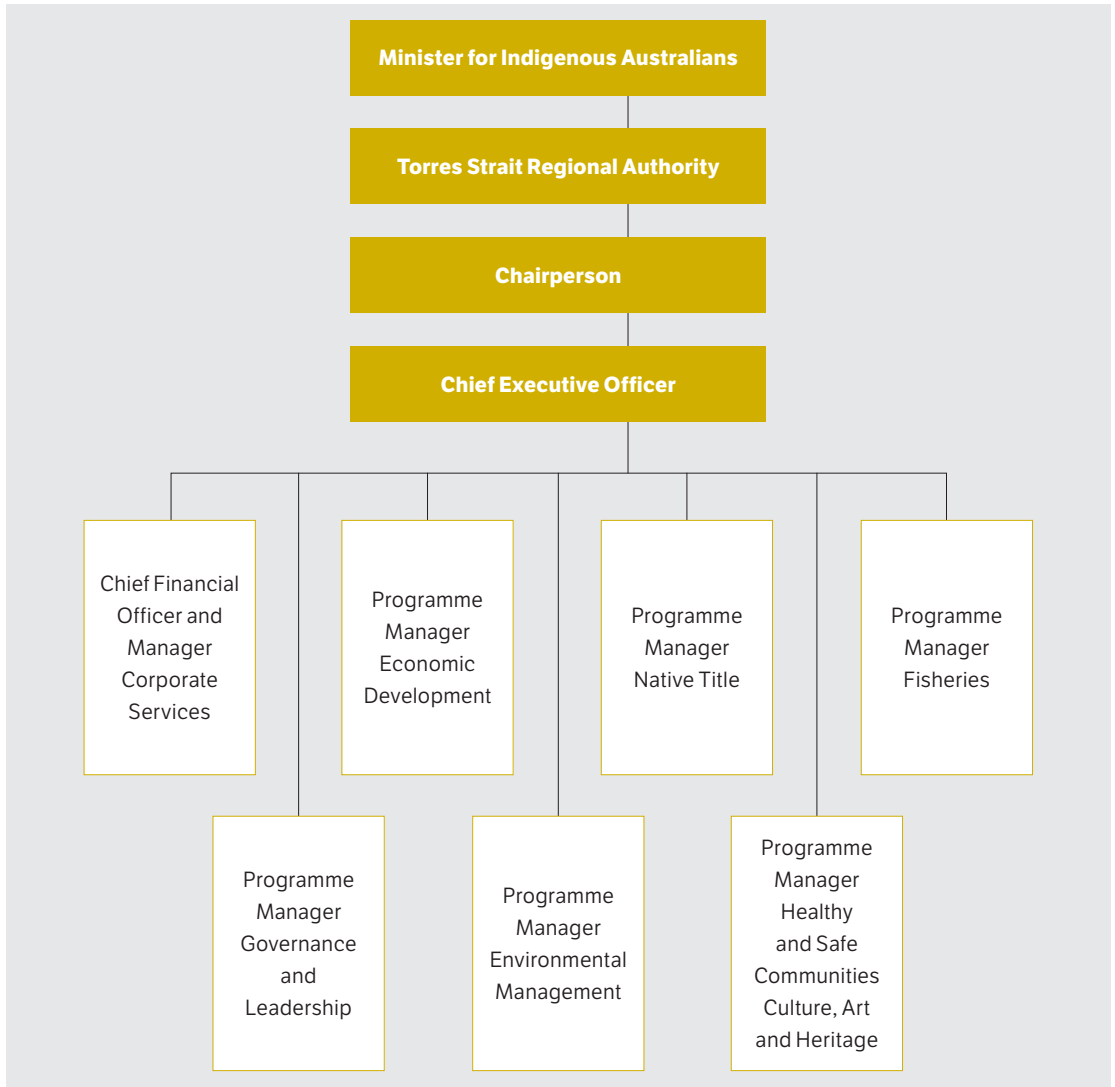 Minister for Indigenous Australians
Torres Strait Regional Authority
Chairperson
Chief Executive Officer
Chief Financial
Officer and
Manager
Corporate
Services
Programme
Manager
Economic
Development
Programme
Manager
Native Title
Programme
Manager
Fisheries
Programme
Manager
Governance
and
Leadership
Programme
Manager
Environmental
Management
Programme
Manager
Healthy
and Safe
Communities
Culture, Art
and Heritage